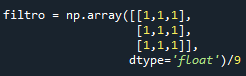 filtro = np.array([[1,1,1],
[1,1,1],
[1,1,1]],
dtype='float')/9